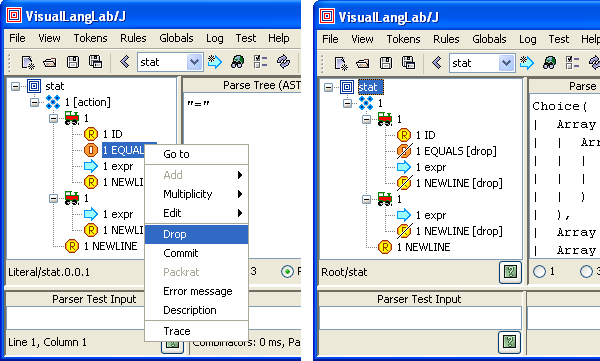 VisualLangLab/J
File View Tokens Rules Globals Log Test Help
stat
stat
1 [action]
1
1 ID
1 EQUAL
1 expr
1 NEWLI
1
1 expr
1 NEWLI
1 NEWLINE
Parse Tree (AST
"="
Go to
Add
Multiplicity
Edit
Drop
Commit
Packrat
Error message
Description
Trace
Literal/stat.0.0.1
3
Parser Test Input
Line 1, Column 1
Combinators: 0 ms, Pa
VisualLangLab/J
File View Tokens Rules Globals Log Test Help
stat
stat
1
1
1 ID
1 EQUALS [drop]
1 expr
1 NEWLINE [drop]
1
1 expr
1 NEWLINE [drop]
1 NEWLINE
Parse
Choice(
| Array
| | Arr
| | |
| | |
| | )
| ),
| Array
| Array
Root/stat
1
3
Parser Test Input